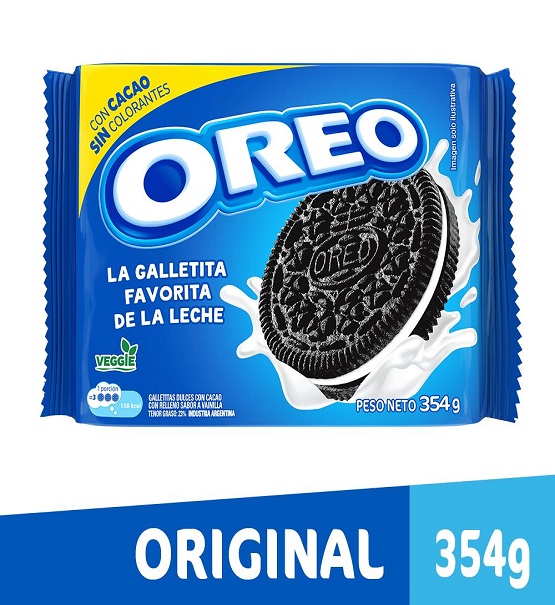 CON CACAO
SIN COLORANTES
OREO
Imagen solo ilustrativa
OREO
LA GALLETITA
FAVORITA
DE LA LECHE
VEGGIE
1 porción
=3
158 kcal
GALLETITAS DULCES CON CACAO
CON RELLENO SABOR A VAINILLA
TENOR GRASO: 23% INDUSTRIA ARGENTINA
PESO NETO 354 g
ORIGINAL 354g